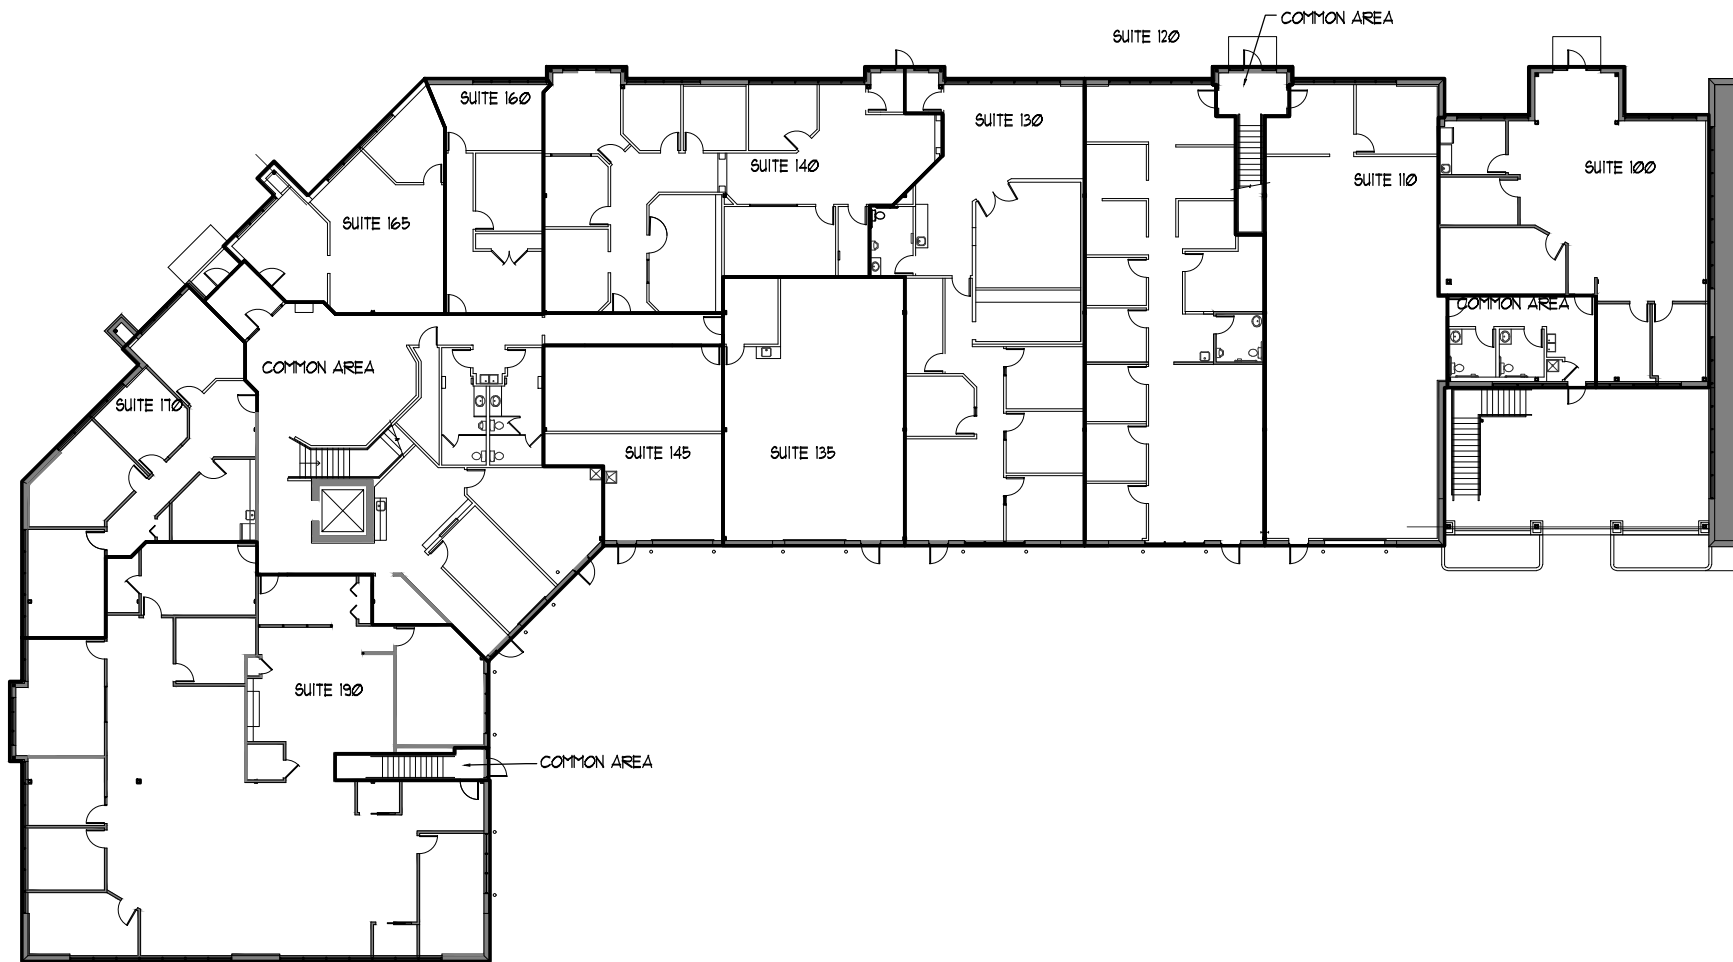 COMMON AREA
SUITE 120
SUITE 160
SUITE 130
SUITE 140
SUITE 100
SUITE 110
SUITE 165
COMMON AREA
COMMON AREA
SUITE 170
SUITE 145
SUITE 135
SUITE 190
COMMON AREA